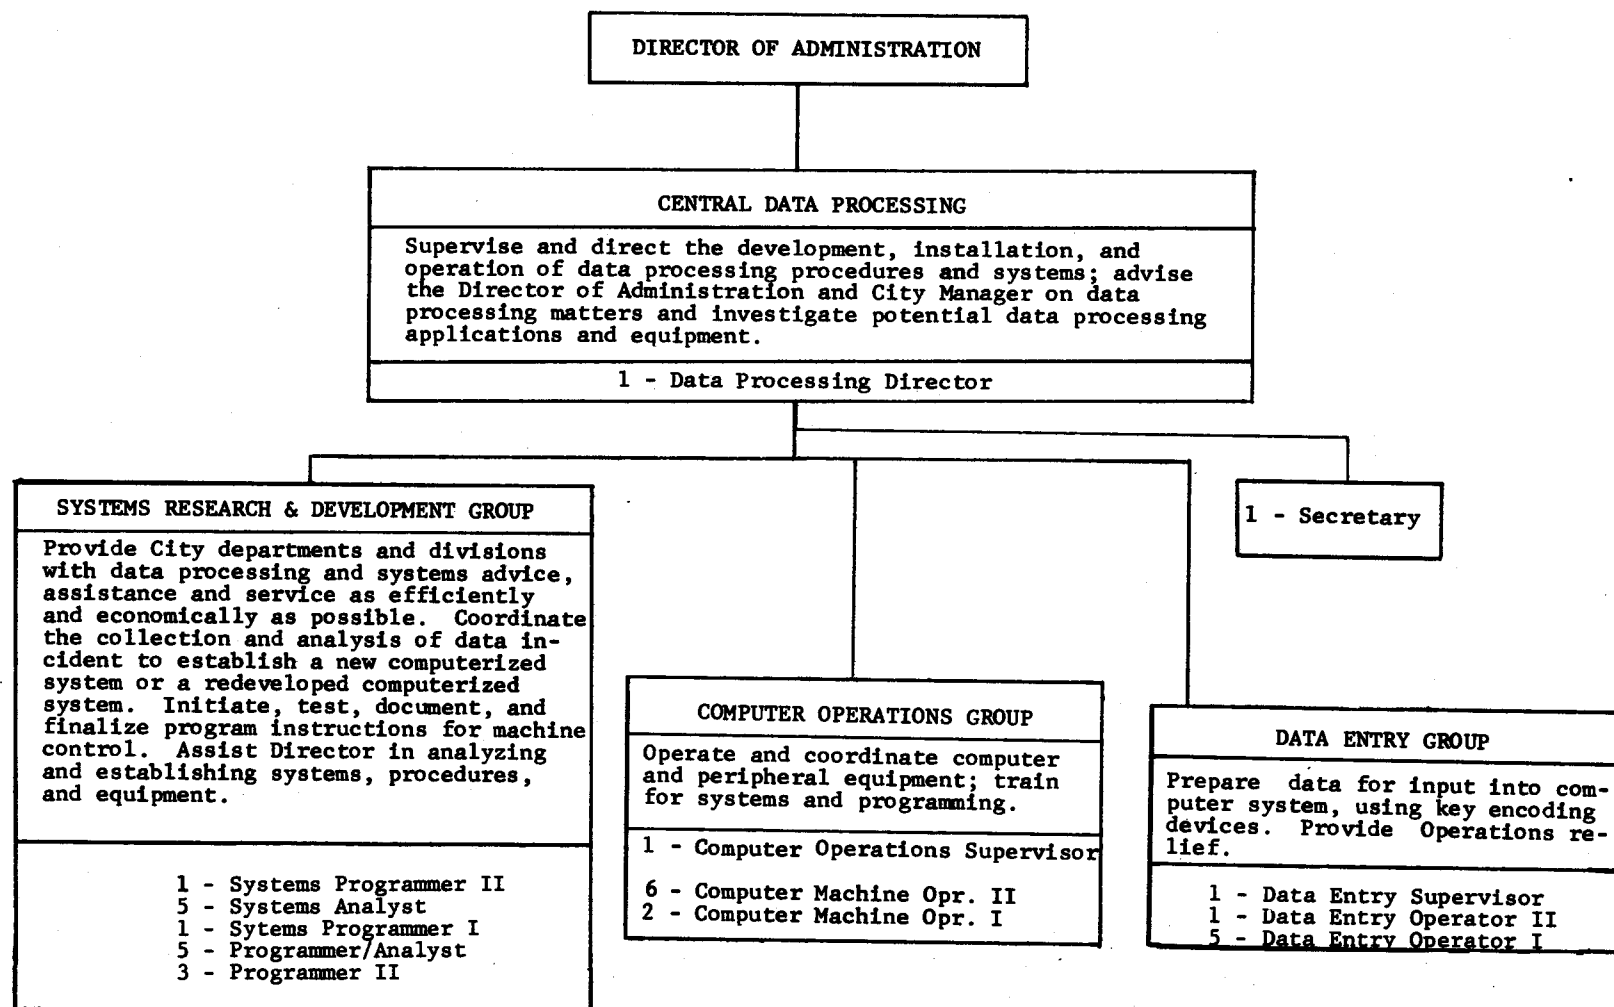 DIRECTOR OF ADMINISTRATION
CENTRAL DATA PROCESSING
Supervise and direct the development, installation, and
operation of data processing procedures and systems; advise
the Director of Administration and City Manager on data
processing matters and investigate potential data processing
applications and equipment.
1 - Data Processing Director
SYSTEMS RESEARCH & DEVELOPMENT GROUP
Provide City departments and divisions
with data processing and systems advice,
assistance and service as efficiently
and economically as possible. Coordinate
the collection and analysis of data in-
cident to establish a new computerized
system or a redeveloped computerized
system. Initiate, test, document, and
finalize program instructions for machine
control. Assist Director in analyzing
and establishing systems, procedures,
and equipment.
1 - Systems Programmer II
5 - Systems Analyst
1 - Sytems Programmer I
5 - Programmer/Analyst
3 - Programmer II
1 - Secretary
COMPUTER OPERATIONS GROUP
Operate and coordinate computer
and peripheral equipment; train
for systems and programming.
1 - Computer Operations Supervisor
6 - Computer Machine Opr. II
2 - Computer Machine Opr. I
DATA ENTRY GROUP
Prepare data for input into com-
puter system, using key encoding
devices. Provide Operations re-
lief.
1 - Data Entry Supervisor
1 - Data Entry Operator II
5 - Data Entry Operator I